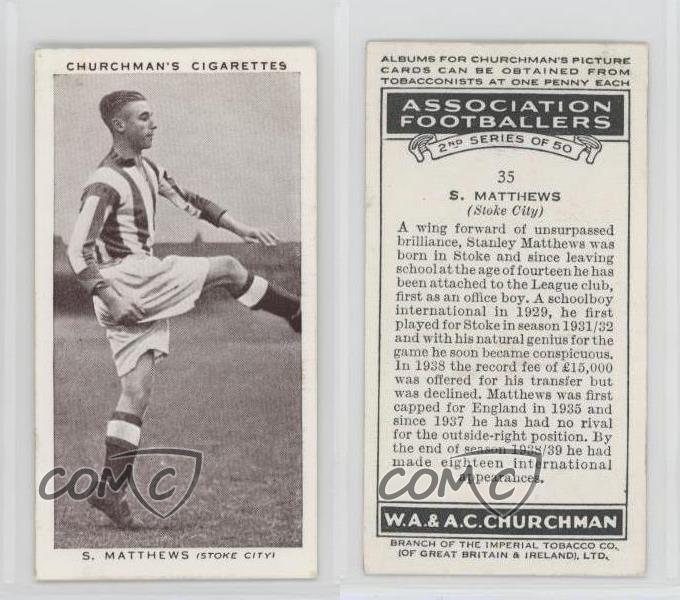 CHURCHMAN'S CIGARETTES
S. MATTHEWS (STOKE CITY)
COMC
ALBUMS FOR CHURCHMAN'S PICTURE
CARDS CAN BE OBTAINED FROM
TOBACCONISTS AT ONE PENNY EACH
ASSOCIATION
FOOTBALLERS
2ND SERIES OF 50
35
S. MATTHEWS
(Stoke City)
A wing forward of unsurpassed
brilliance, Stanley Matthews was
born in Stoke and since leaving
school at the age of fourteen he has
been attached to the League club,
first as an office boy. A schoolboy
international in 1929, he first
played for Stoke in season 1931/32
and with his natural genius for the
game he soon became conspicuous.
In 1938 the record fee of £15,000
was offered for his transfer but
was declined. Matthews was first
capped for England in 1935 and
since 1937 he has had no rival
for the outside-right position. By
the end of season 1938/39 he had
made eighteen international
appearances.
COMC
W.A. & A.C. CHURCHMAN
BRANCH OF THE IMPERIAL TOBACCO CO.
(OF GREAT BRITAIN & IRELAND), LTD.